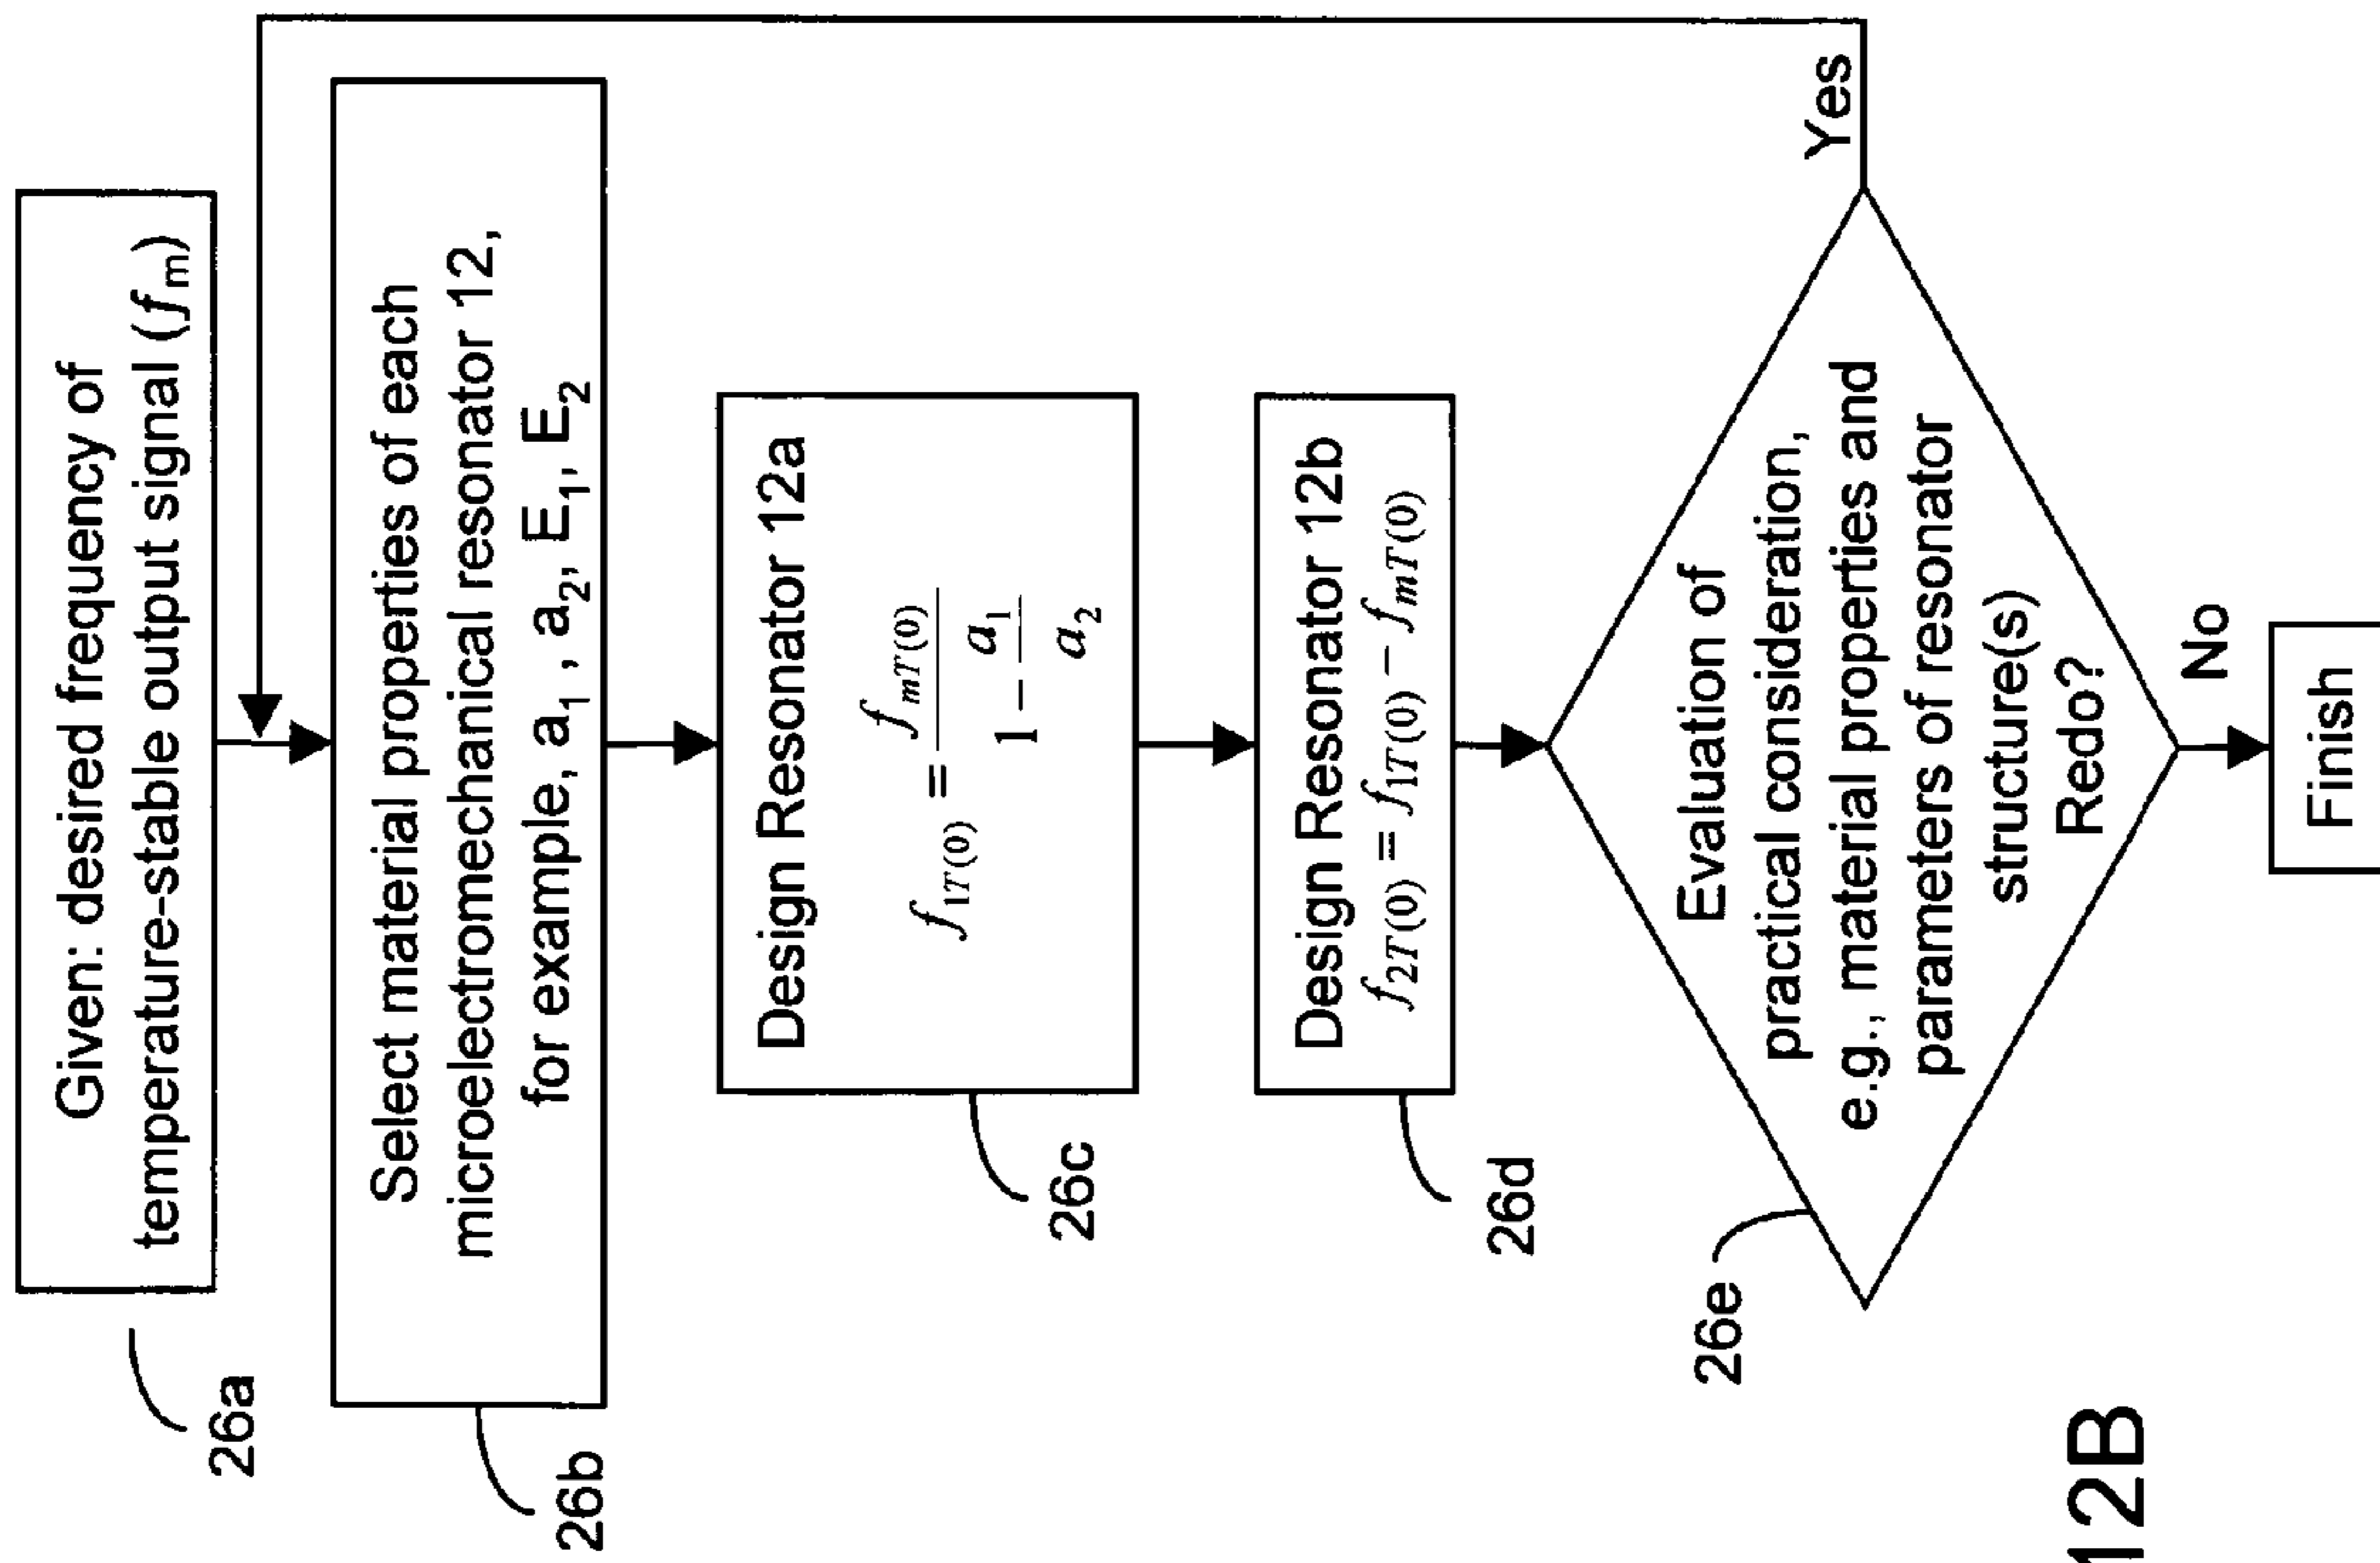 Given: desired frequency of
temperature-stable output signal (fm)
26a
Select material properties of each
microelectromechanical resonator 12,
for example, a1 , a2, E1, E2
26b
Design Resonator 12a
f1T(0) = fmT(0) / (1 - a1 / a2)
26c
Design Resonator 12b
f2T(0) = f1T(0) - fmT(0)
26d
Evaluation of
practical consideration,
e.g., material properties and
parameters of resonator
structure(s)
Redo?
26e
Yes
No
Finish
12B